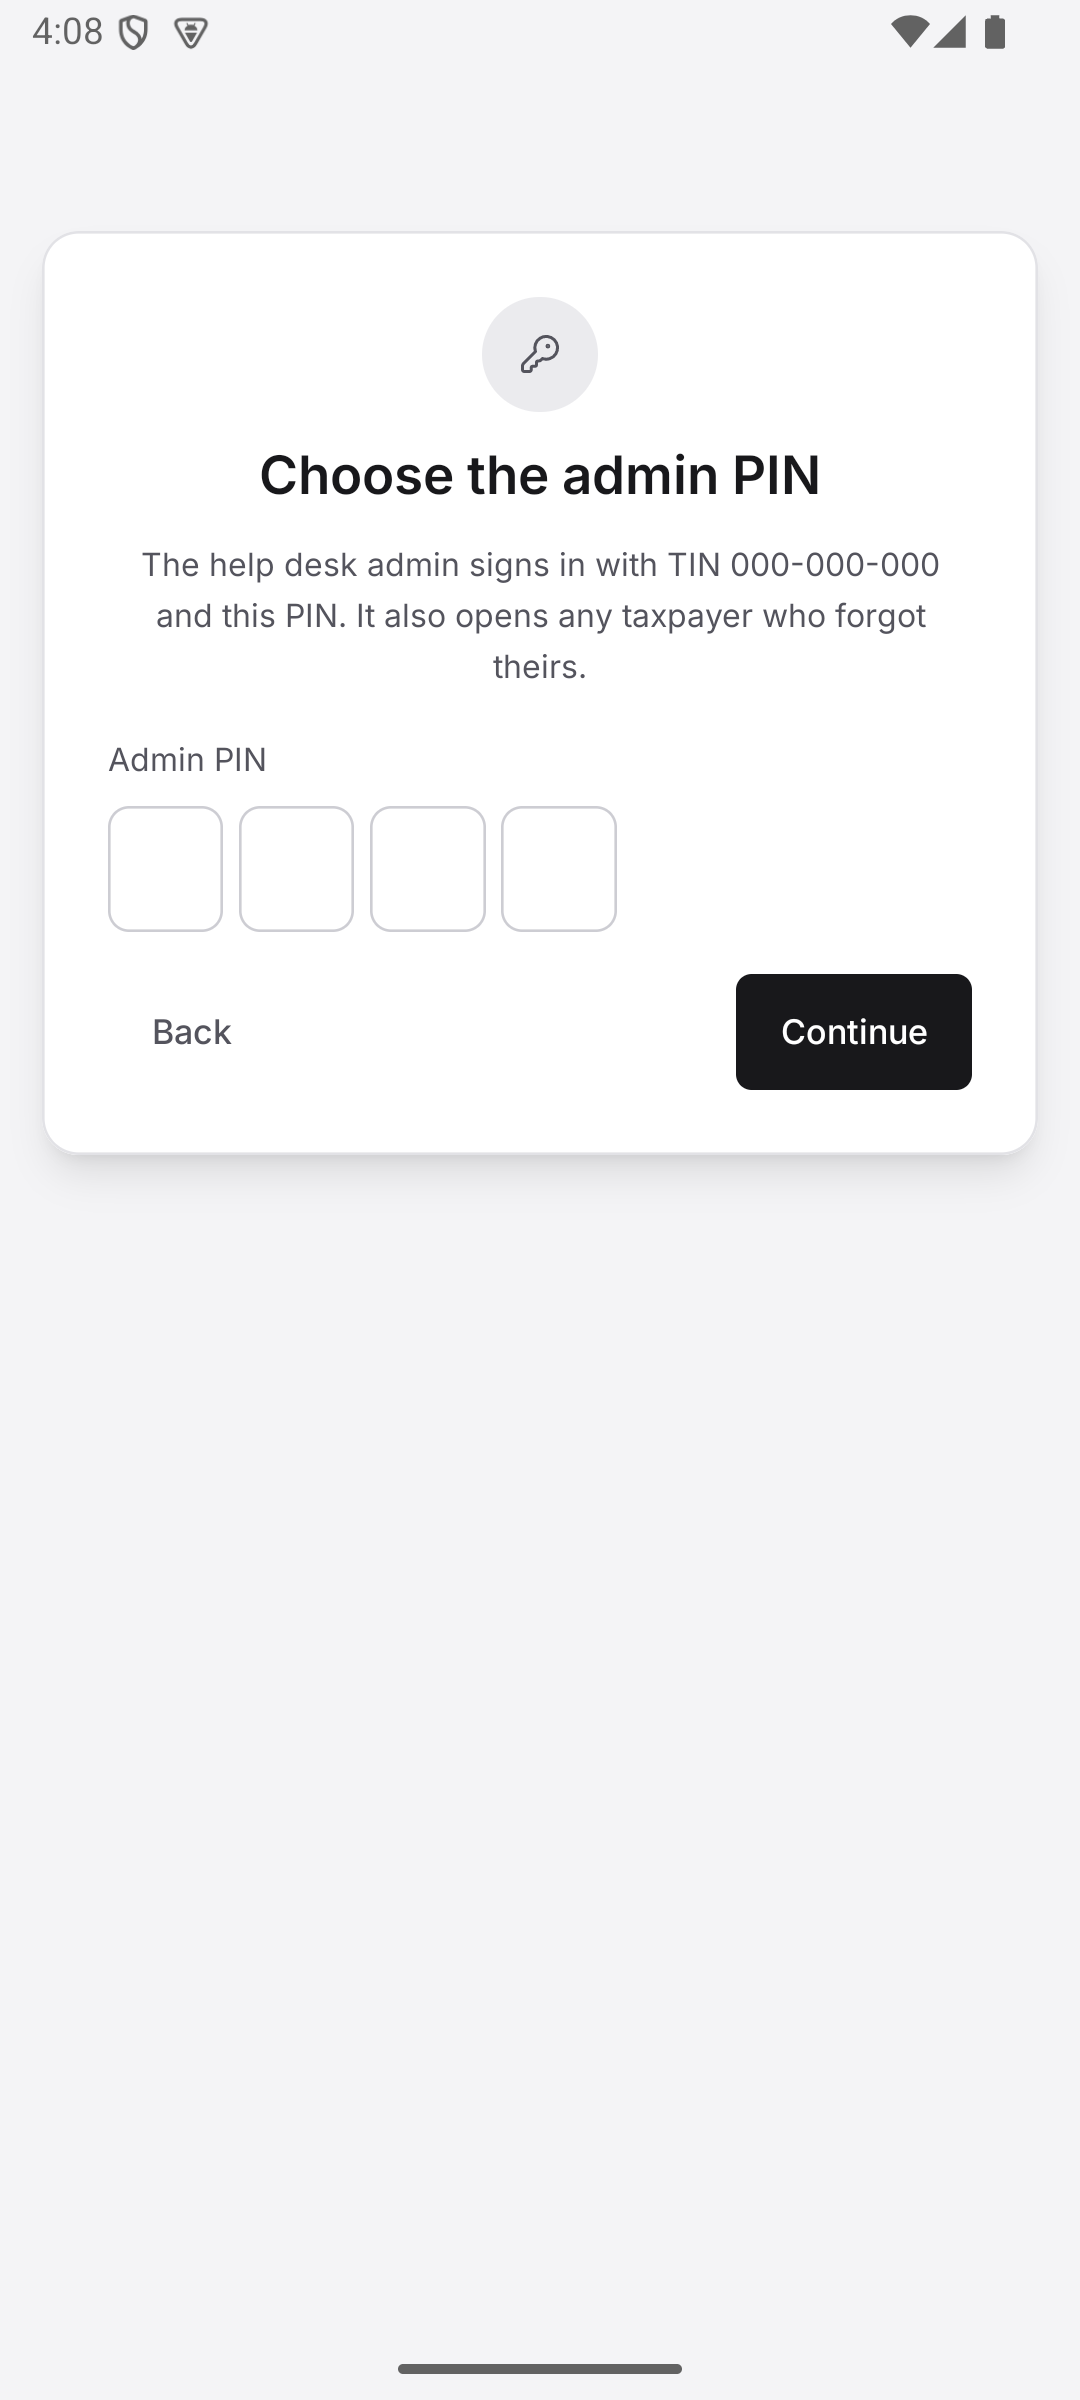 4:08
Choose the admin PIN
The help desk admin signs in with TIN 000-000-000
and this PIN. It also opens any taxpayer who forgot
theirs.
Admin PIN
Back
Continue